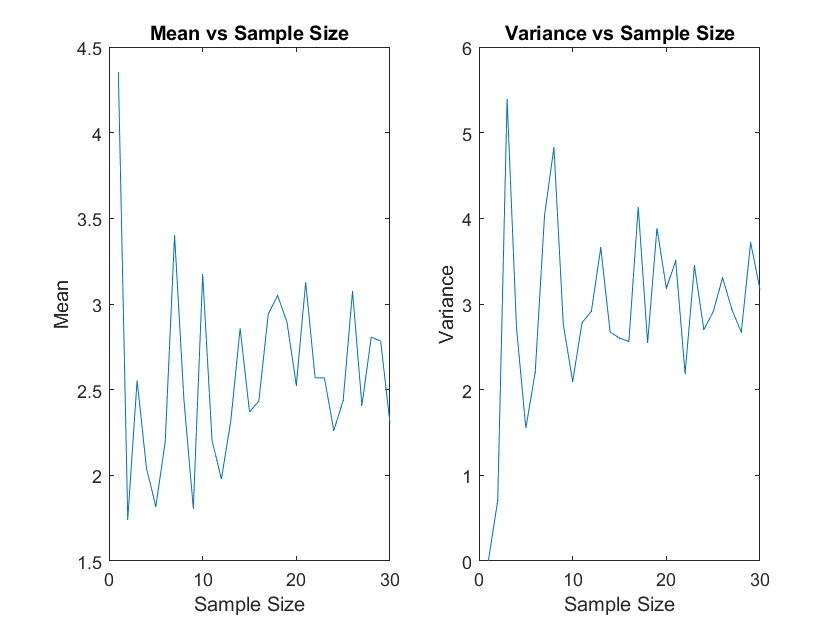 Mean vs Sample Size
4.5
4
3.5
3
2.5
2
1.5
Mean
0 10 20 30
Sample Size
Variance vs Sample Size
6
5
4
3
2
1
0
Variance
0 10 20 30
Sample Size